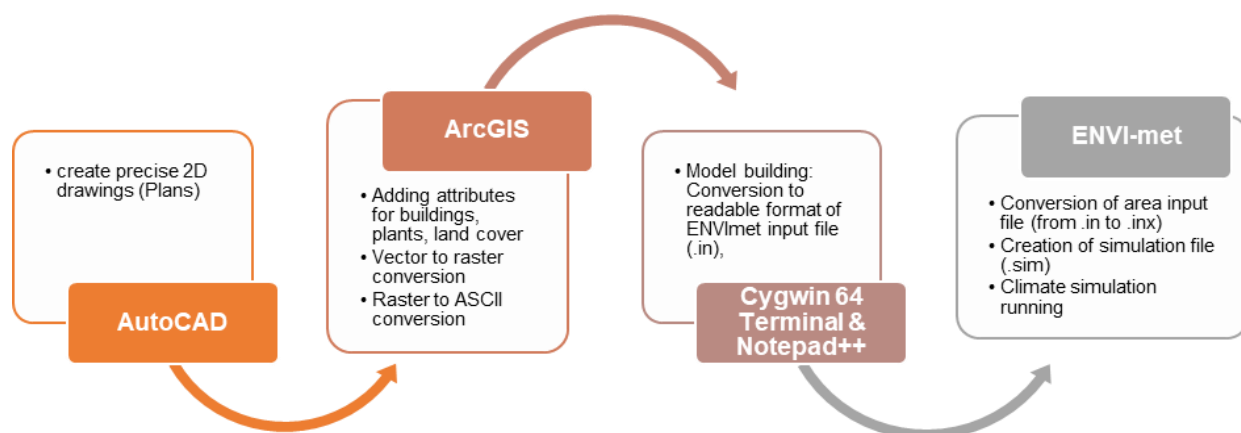 • create precise 2D
drawings (Plans)
AutoCAD
ArcGIS
• Adding attributes
for buildings,
plants, land cover
• Vector to raster
conversion
• Raster to ASCII
conversion
• Model building:
Conversion to
readable format of
ENVImet input file
(.in),
Cygwin 64
Terminal &
Notepad++
ENVI-met
• Conversion of area input
file (from .in to .inx)
• Creation of simulation file
(.sim)
• Climate simulation
running